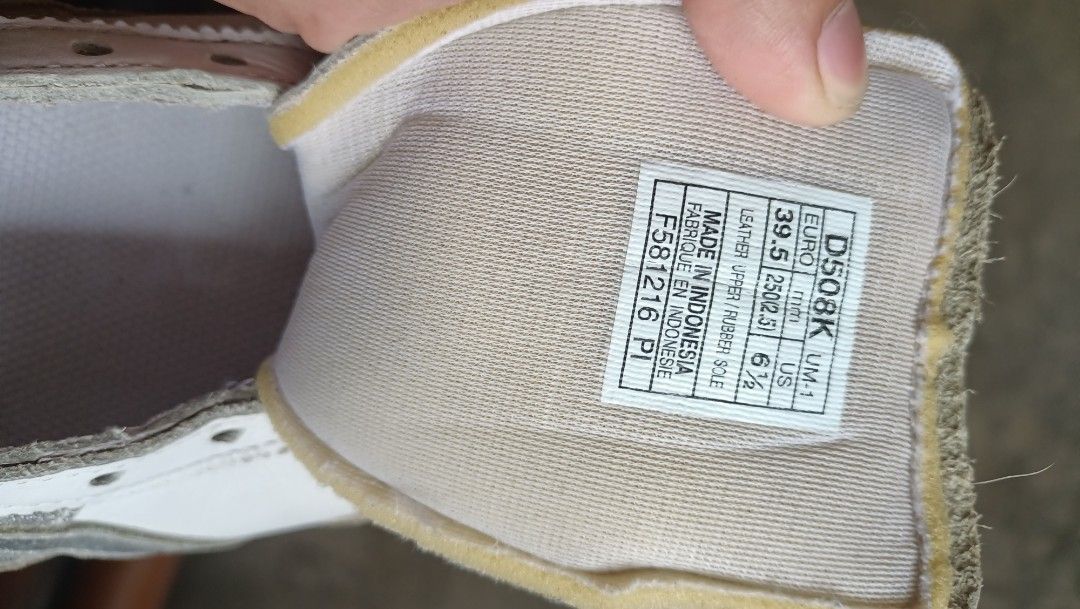 D508K UM-1
EURO mm US
39.5 250(2.5) 6½
LEATHER UPPER RUBBER SOLE
MADE IN INDONESIA
FABRIQUE EN INDONESIE
F581216 PI